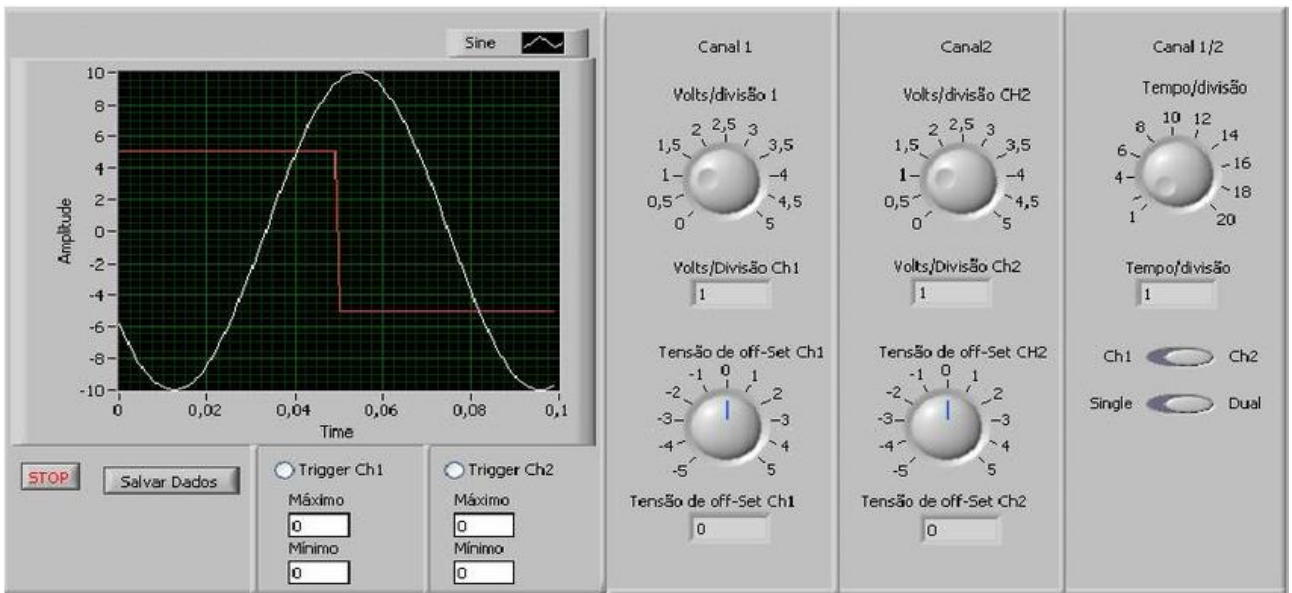 Sine
Amplitude
10
8
6
4
2
0
-2
-4
-6
-8
-10
0 0,02 0,04 0,06 0,08 0,1
Time
STOP
Salvar Dados
Trigger Ch1
Máximo
0
Mínimo
0
Trigger Ch2
Máximo
0
Mínimo
0
Canal 1
Volts/divisão 1
0 0,5 1 1,5 2 2,5 3 3,5 4 4,5 5
Volts/Divisão Ch1
1
Tensão de off-Set Ch1
-5 -4 -3 -2 -1 0 1 2 3 4 5
Tensão de off-Set Ch1
0
Canal2
Volts/divisão CH2
0 0,5 1 1,5 2 2,5 3 3,5 4 4,5 5
Volts/Divisão Ch2
1
Tensão de off-Set CH2
-5 -4 -3 -2 -1 0 1 2 3 4 5
Tensão de off-Set Ch2
0
Canal 1/2
Tempo/divisão
1 4 6 8 10 12 14 16 18 20
Tempo/divisão
1
Ch1 Ch2
Single Dual